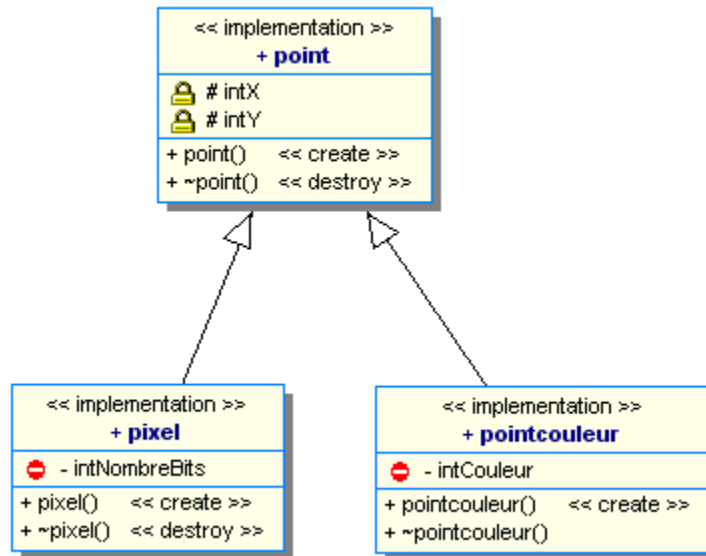 << implementation >>
+ point
# intX
# intY
+ point() << create >>
+ ~point() << destroy >>
<< implementation >>
+ pixel
- intNombreBits
+ pixel() << create >>
+ ~pixel() << destroy >>
<< implementation >>
+ pointcouleur
- intCouleur
+ pointcouleur() << create >>
+ ~pointcouleur()